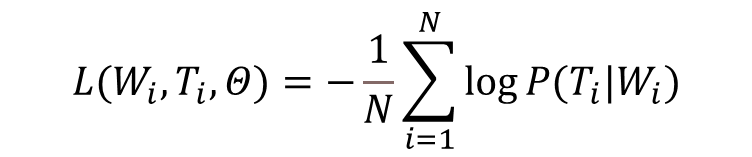 L(W_i, T_i, Θ) = −\frac{1}{N} \sum_{i=1}^{N} log P(T_i|W_i)